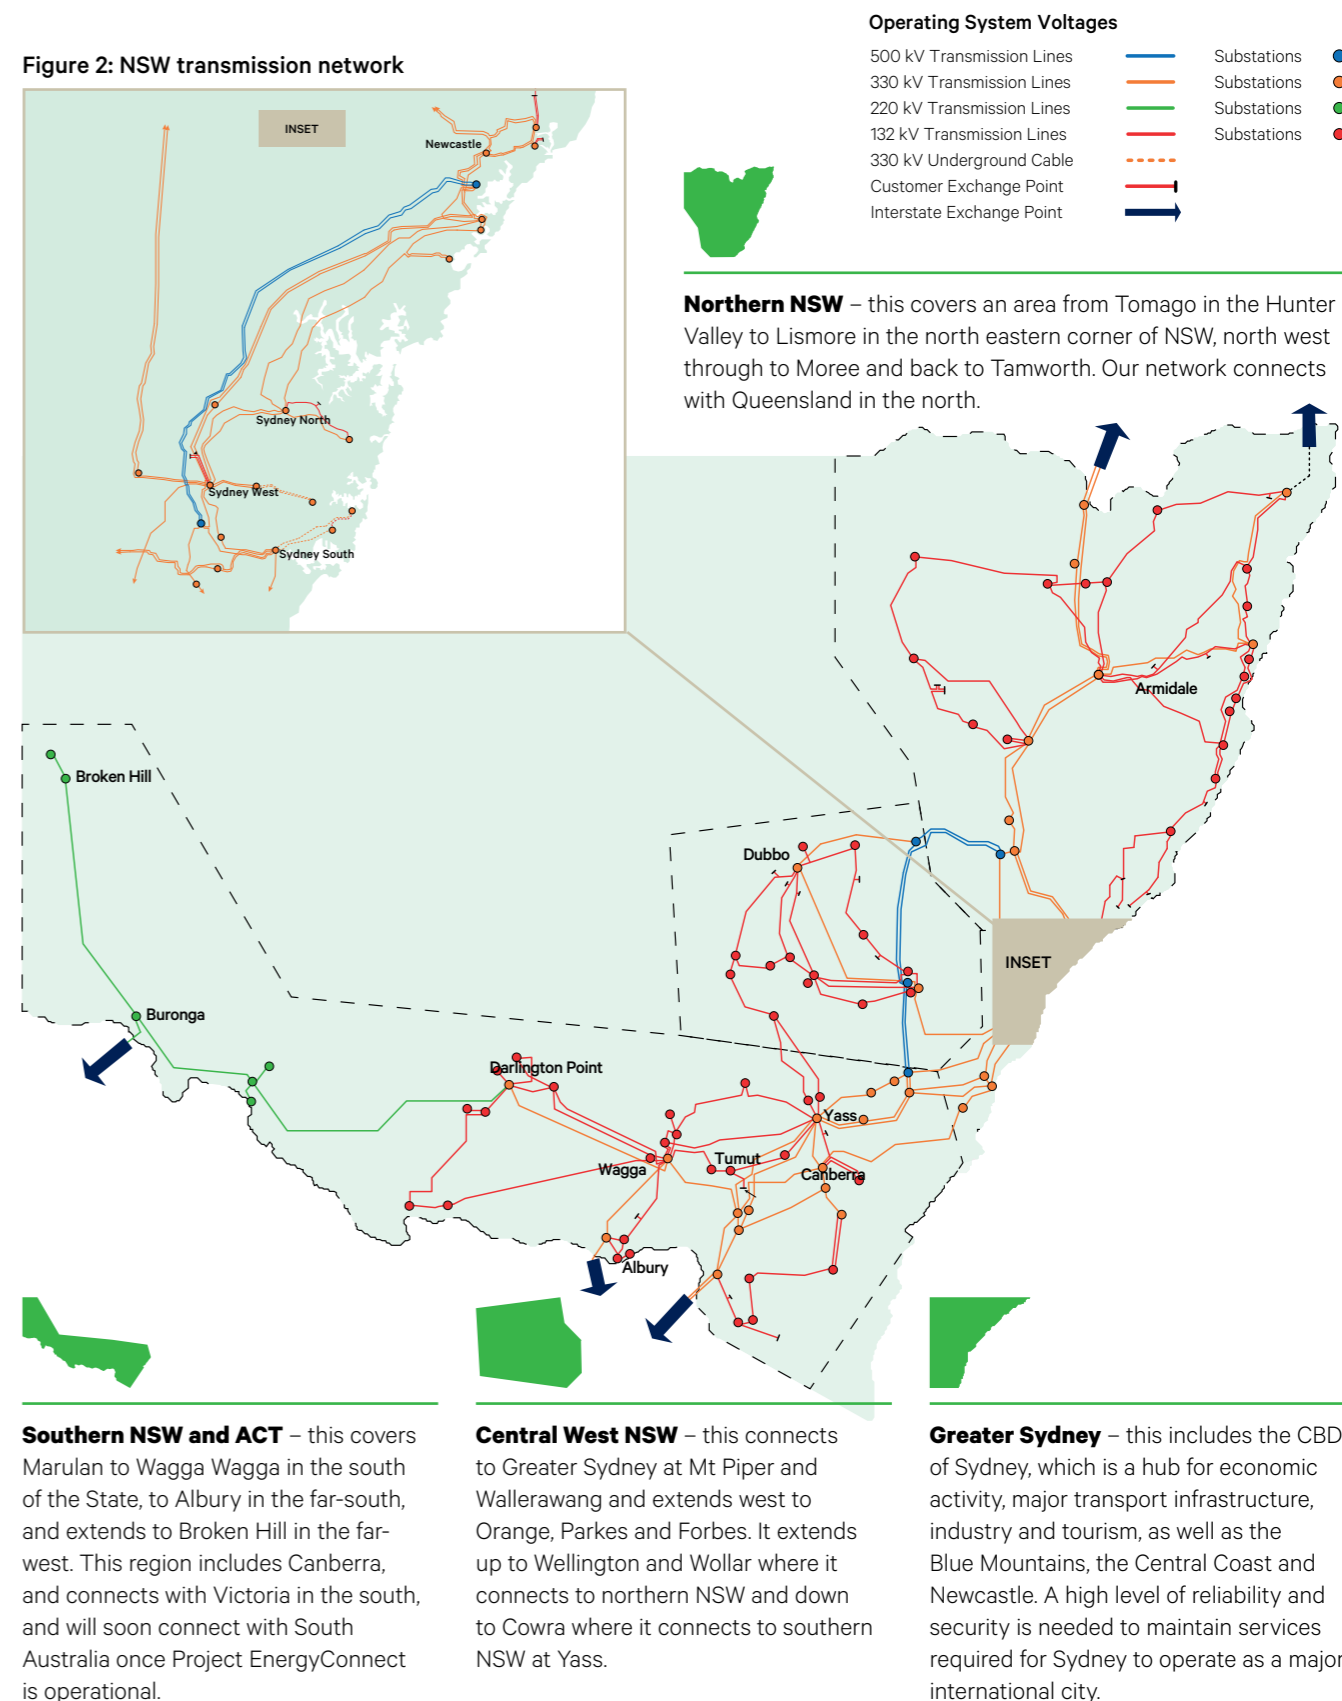 Figure 2: NSW transmission network
Operating System Voltages
500 kV Transmission Lines Substations
330 kV Transmission Lines Substations
220 kV Transmission Lines Substations
132 kV Transmission Lines Substations
330 kV Underground Cable
Customer Exchange Point
Interstate Exchange Point
INSET
Newcastle
Sydney North
Sydney West
Sydney South
Northern NSW – this covers an area from Tomago in the Hunter
Valley to Lismore in the north eastern corner of NSW, north west
through to Moree and back to Tamworth. Our network connects
with Queensland in the north.
Armidale
Broken Hill
Dubbo
INSET
Buronga
Darlington Point
Yass
Wagga
Tumut
Canberra
Albury
Southern NSW and ACT – this covers
Marulan to Wagga Wagga in the south
of the State, to Albury in the far-south,
and extends to Broken Hill in the far-
west. This region includes Canberra,
and connects with Victoria in the south,
and will soon connect with South
Australia once Project EnergyConnect
is operational.
Central West NSW – this connects
to Greater Sydney at Mt Piper and
Wallerawang and extends west to
Orange, Parkes and Forbes. It extends
up to Wellington and Wollar where it
connects to northern NSW and down
to Cowra where it connects to southern
NSW at Yass.
Greater Sydney – this includes the CBD
of Sydney, which is a hub for economic
activity, major transport infrastructure,
industry and tourism, as well as the
Blue Mountains, the Central Coast and
Newcastle. A high level of reliability and
security is needed to maintain services
required for Sydney to operate as a major
international city.